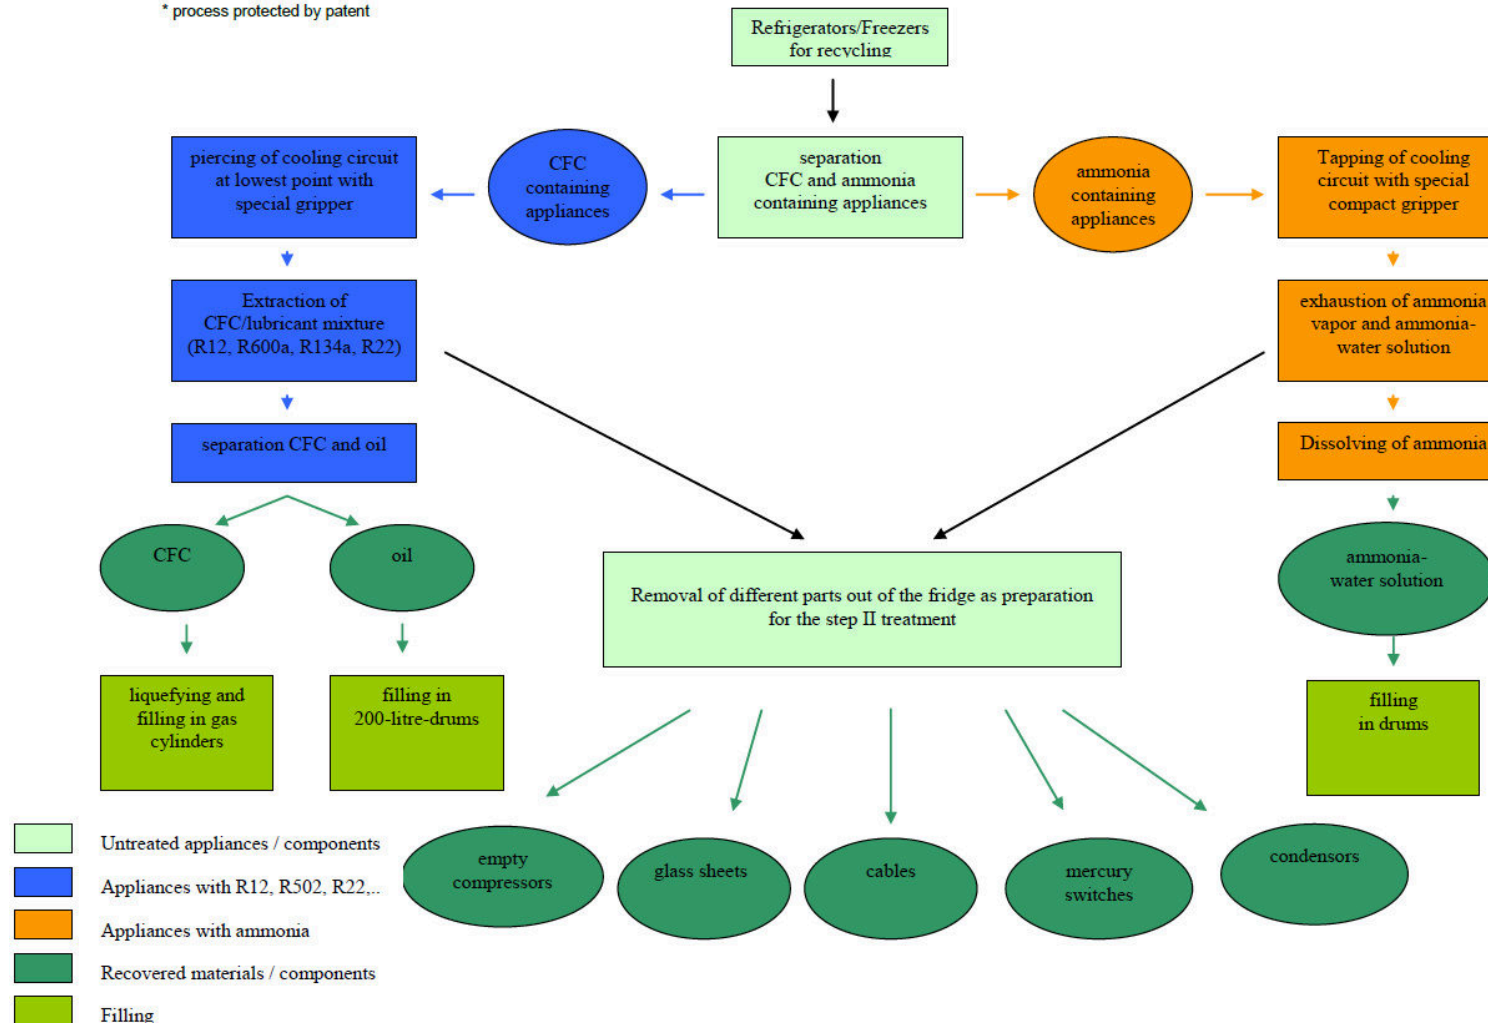 * process protected by patent
Refrigerators/Freezers
for recycling
piercing of cooling circuit
at lowest point with
special gripper
CFC
containing
appliances
separation
CFC and ammonia
containing appliances
ammonia
containing
appliances
Tapping of cooling
circuit with special
compact gripper
Extraction of
CFC/lubricant mixture
(R12, R600a, R134a, R22)
exhaustion of ammonia
vapor and ammonia-
water solution
separation CFC and oil
Dissolving of ammonia
CFC
oil
ammonia-
water solution
Removal of different parts out of the fridge as preparation
for the step II treatment
liquefying and
filling in gas
cylinders
filling in
200-litre-drums
filling
in drums
empty
compressors
glass sheets
cables
mercury
switches
condensors
Untreated appliances / components
Appliances with R12, R502, R22,..
Appliances with ammonia
Recovered materials / components
Filling